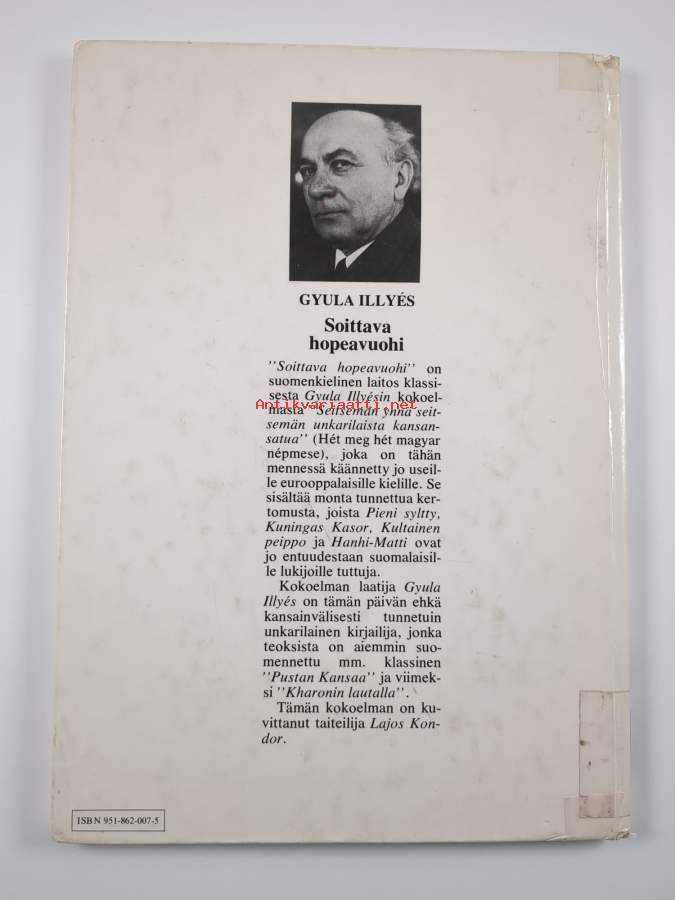 GYULA ILLYÉS
Soittava
hopeavuohi
"Soittava hopeavuohi" on
suomenkielinen laitos klassi-
sesta Gyula Illyésin kokoel-
Antikvariaatti.net
masta "Seitsemän ynnä seit-
semän unkarilaista kansan-
satua" (Hét meg hét magyar
népmese), joka on tähän
mennessä käännetty jo useil-
le eurooppalaisille kielille. Se
sisältää monta tunnettua ker-
tomusta, joista Pieni syltty,
Kuningas Kasor, Kultainen
peippo ja Hanhi-Matti ovat
jo entuudestaan suomalaisil-
le lukijoille tuttuja.
Kokoelman laatija Gyula
Illyés on tämän päivän ehkä
kansainvälisesti tunnetuin
unkarilainen kirjailija, jonka
teoksista on aiemmin suo-
mennettu mm. klassinen
"Pustan Kansaa" ja viimek-
si "Kharonin lautalla".
Tämän kokoelman on ku-
vittanut taiteilija Lajos Kon-
dor.
ISBN 951-862-007-5